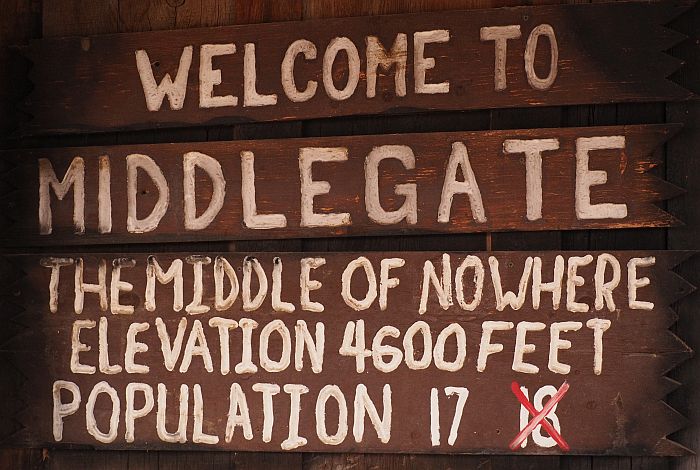 WELCOME TO
MIDDLEGATE
THE MIDDLE OF NOWHERE
ELEVATION 4600 FEET
POPULATION 17 18